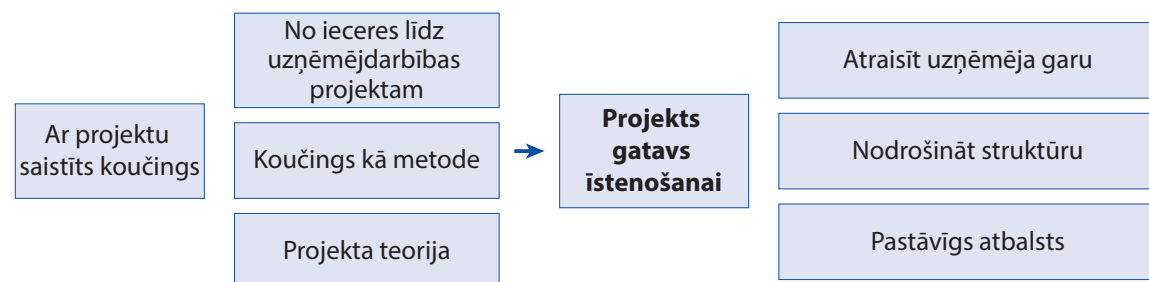 Ar projektu
saistīts koučings
No ieceres līdz
uzņēmējdarbības
projektam
Koučings kā metode
Projekta teorija
Projekts
gatavs
īstenošanai
Atraisīt uzņēmēja garu
Nodrošināt struktūru
Pastāvīgs atbalsts